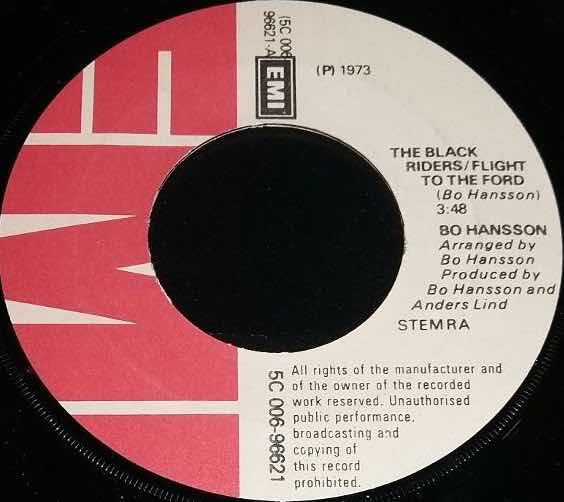 (5C 006
96621-A
EMI
(P) 1973
THE BLACK
RIDERS/FLIGHT
TO THE FORD
(Bo Hansson)
3:48
BO HANSSON
Arranged by
Bo Hansson
Produced by
Bo Hansson and
Anders Lind
STEMRA
5C 006-96621
All rights of the manufacturer and
of the owner of the recorded
work reserved. Unauthorised
public performance,
broadcasting and
copying of
this record
prohibited.
EMI